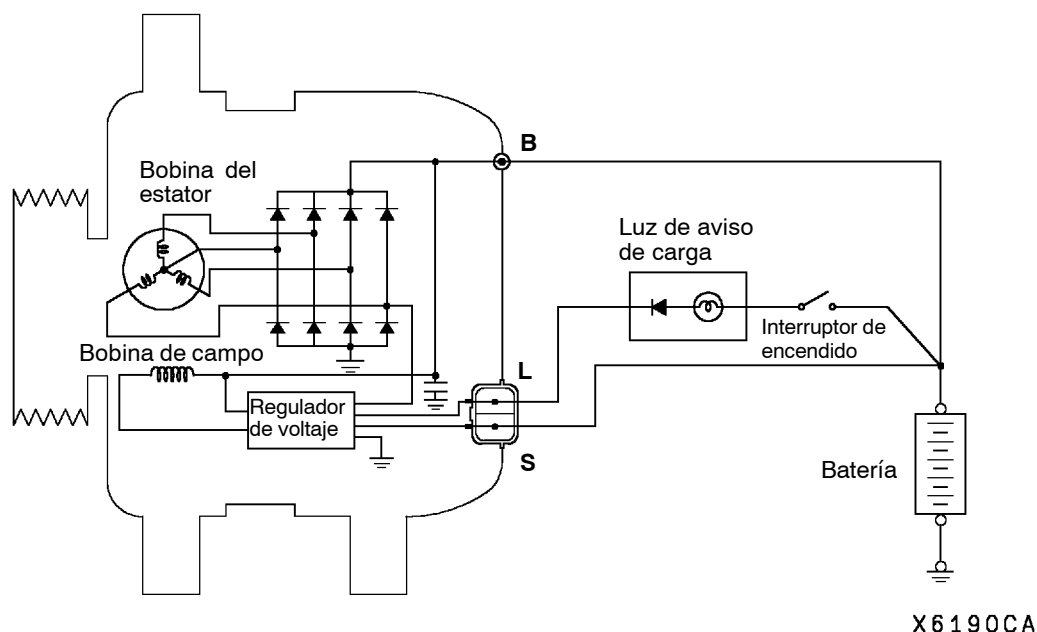 B
Bobina del
estator
Luz de aviso
de carga
Interruptor de
encendido
Bobina de campo
L
Regulador
de voltaje
S
Batería
X6190CA